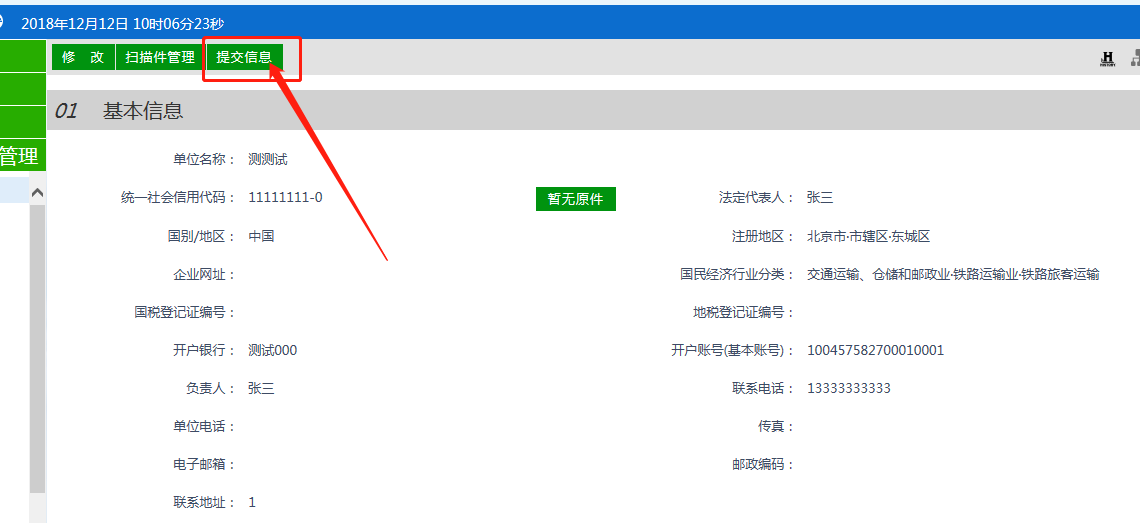 2018年12月12日 10时06分23秒
修 改 扫描件管理 提交信息
01 基本信息
管理
单位名称： 测测试
统一社会信用代码： 11111111-0 暂无原件 法定代表人： 张三
国别/地区： 中国 注册地区： 北京市·市辖区·东城区
企业网址： 国民经济行业分类： 交通运输、仓储和邮政业·铁路运输业·铁路旅客运输
国税登记证编号： 地税登记证编号：
开户银行： 测试000 开户账号(基本账号)： 100457582700010001
负责人： 张三 联系电话： 13333333333
单位电话： 传真：
电子邮箱： 邮政编码：
联系地址： 1